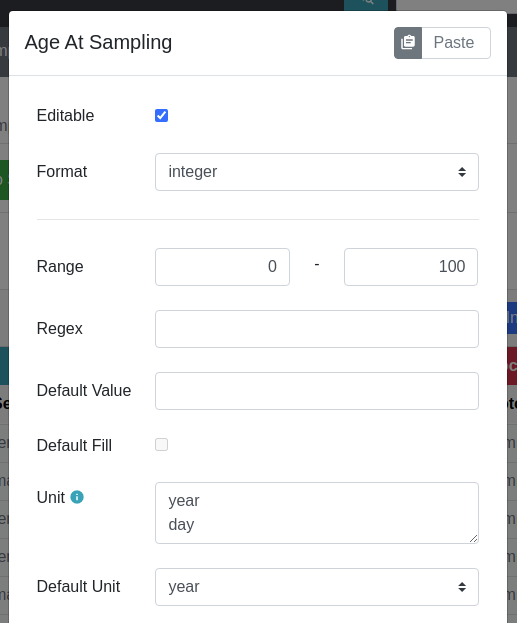 Age At Sampling
Paste
Editable
Format
integer
Range
0
-
100
Regex
Default Value
Default Fill
Unit
year
day
Default Unit
year